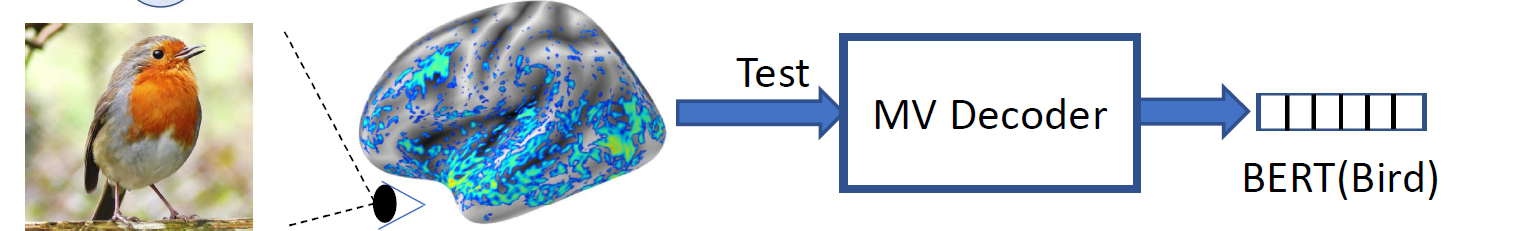 Test
MV Decoder
BERT(Bird)